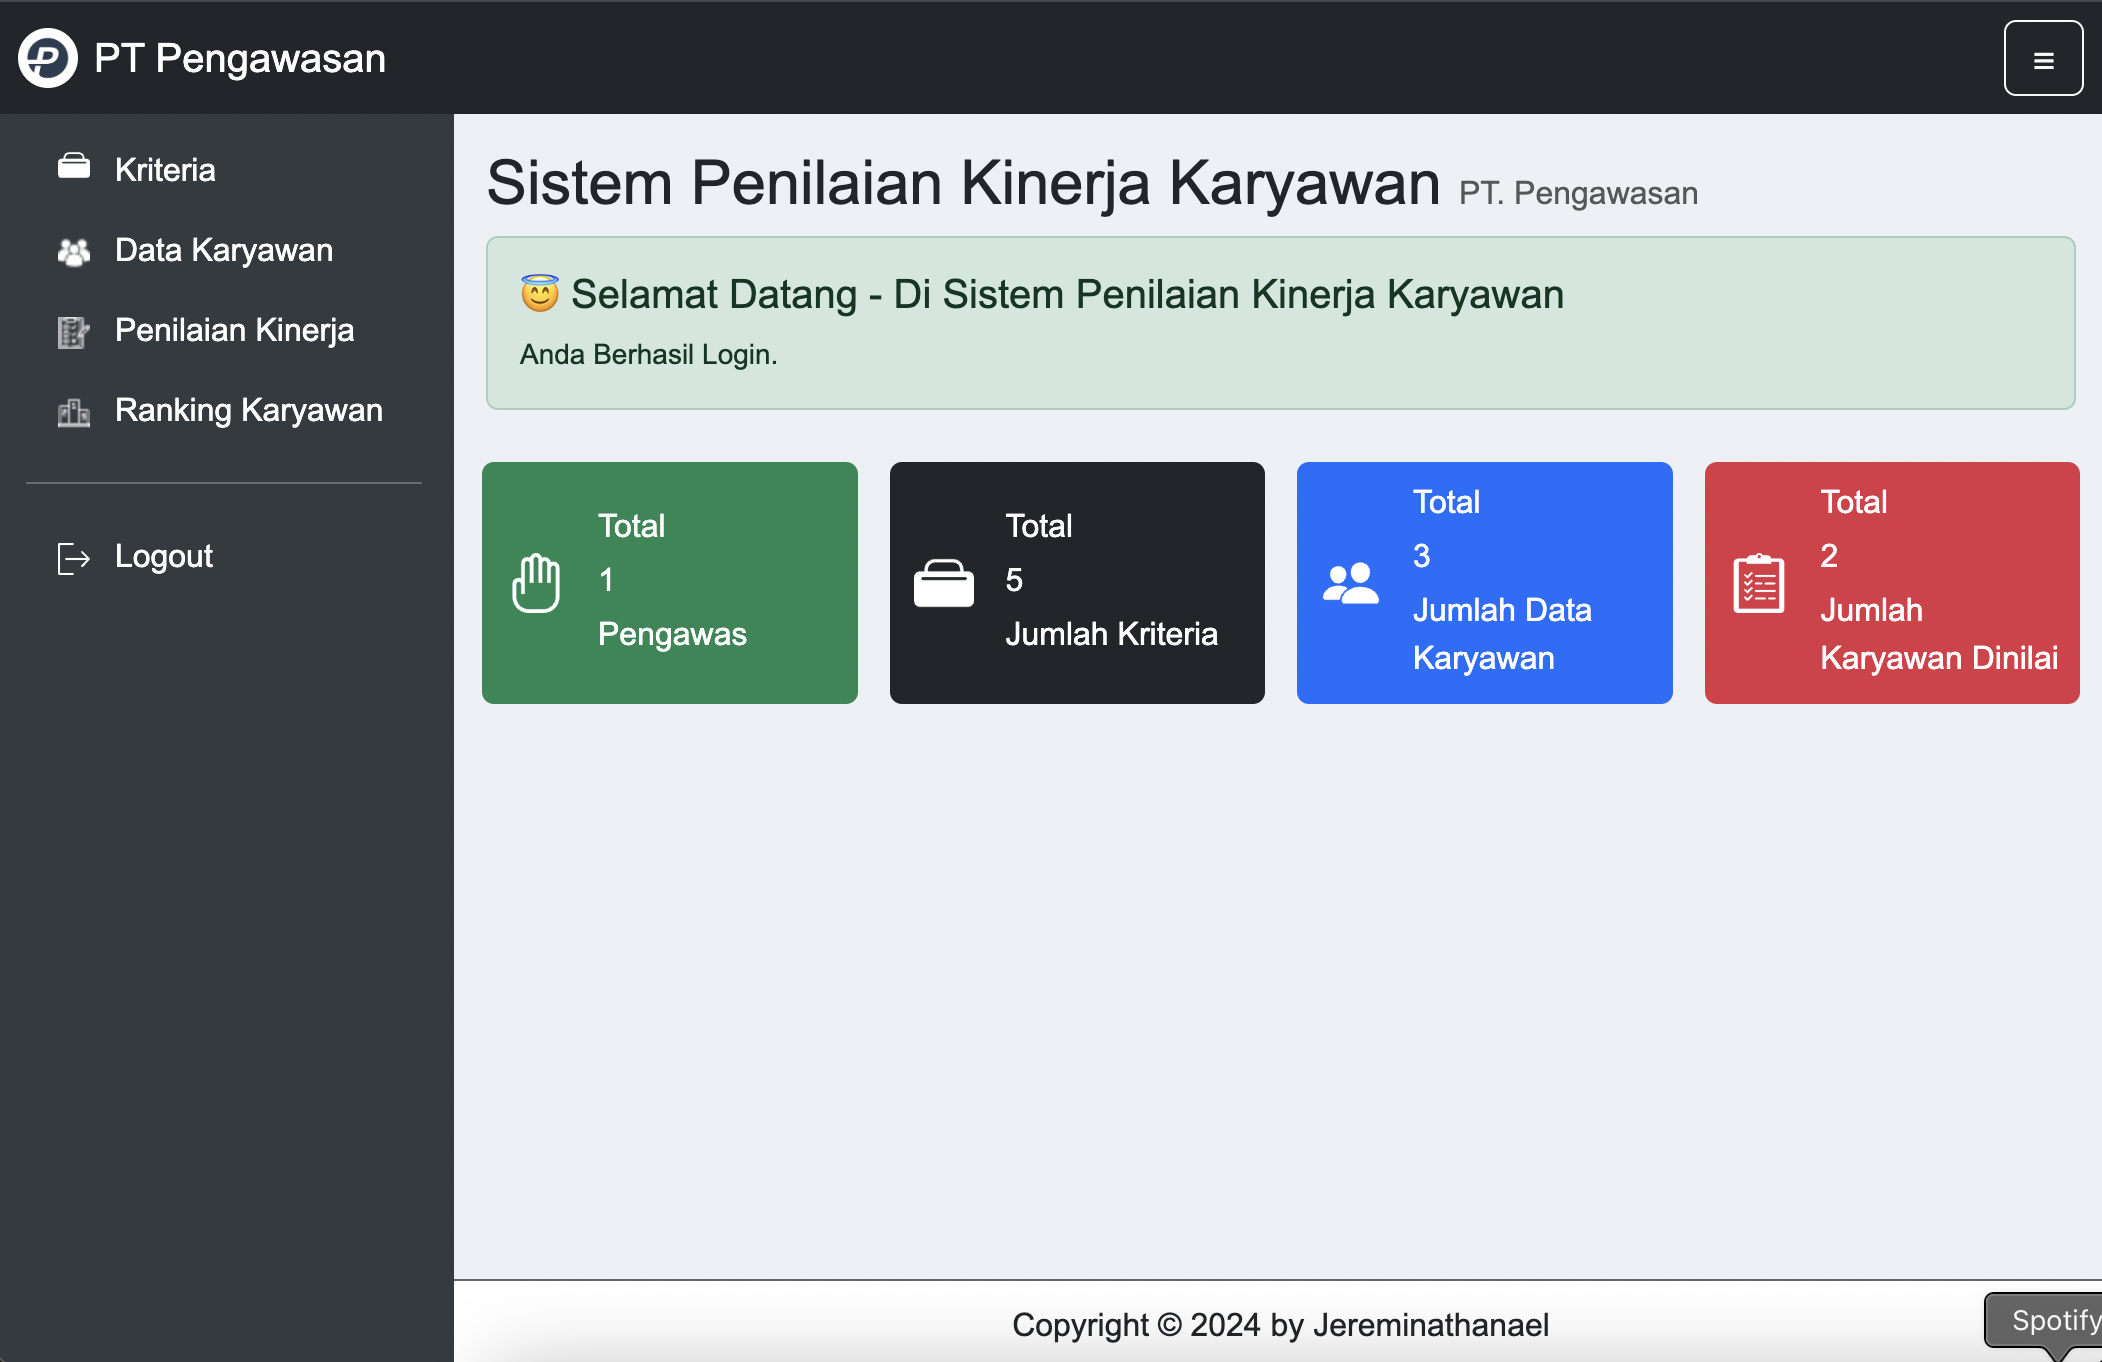 PT Pengawasan
Kriteria
Data Karyawan
Penilaian Kinerja
Ranking Karyawan
Logout
Sistem Penilaian Kinerja Karyawan PT. Pengawasan
😇 Selamat Datang - Di Sistem Penilaian Kinerja Karyawan
Anda Berhasil Login.
Total
1
Pengawas
Total
5
Jumlah Kriteria
Total
3
Jumlah Data
Karyawan
Total
2
Jumlah
Karyawan Dinilai
Copyright © 2024 by Jereminathanael
Spotify